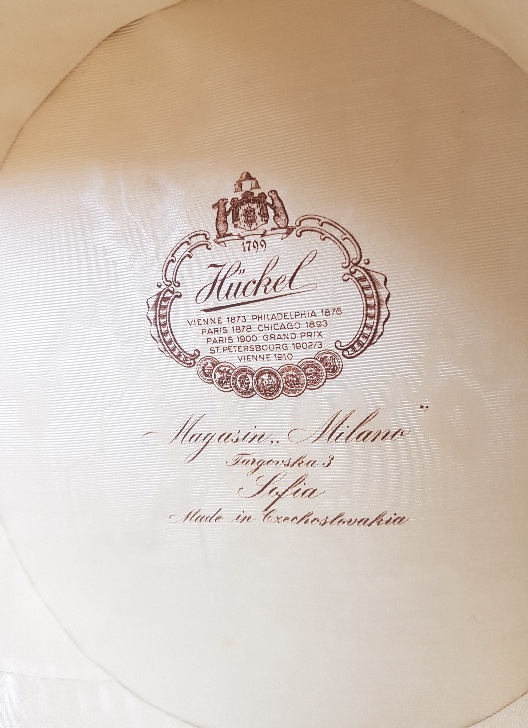 1799
Hückel
VIENNE 1873 PHILADELPHIA 1876
PARIS 1878 CHICAGO 1893
PARIS 1900 GRAND PRIX
ST. PETERSBOURG 1902/3
VIENNE 1910
Magasin „Milano"
Targovska 3
Sofia
Made in Czechoslovakia